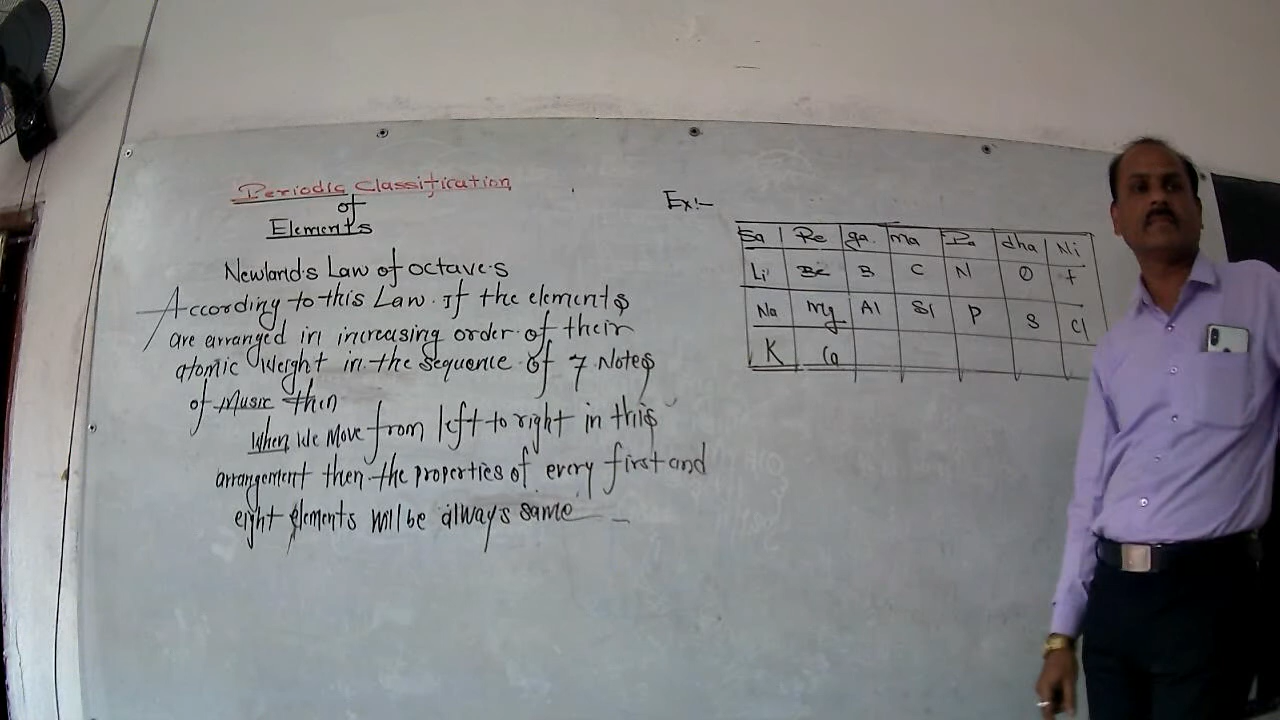 Periodic Classification
of
Elements
Newland's Law of octave's
According to this Law. If the elements
are arranged in increasing order of their
atomic weight in the sequence of 7 Notes
of Music then
When We Move from left to right in this
arrangement then the properties of every first and
eight elements will be always same
Ex:-
Sa Re ga. ma Pa dha Ni
Li Be B C N O F
Na Mg Al Si P S Cl
K Ca